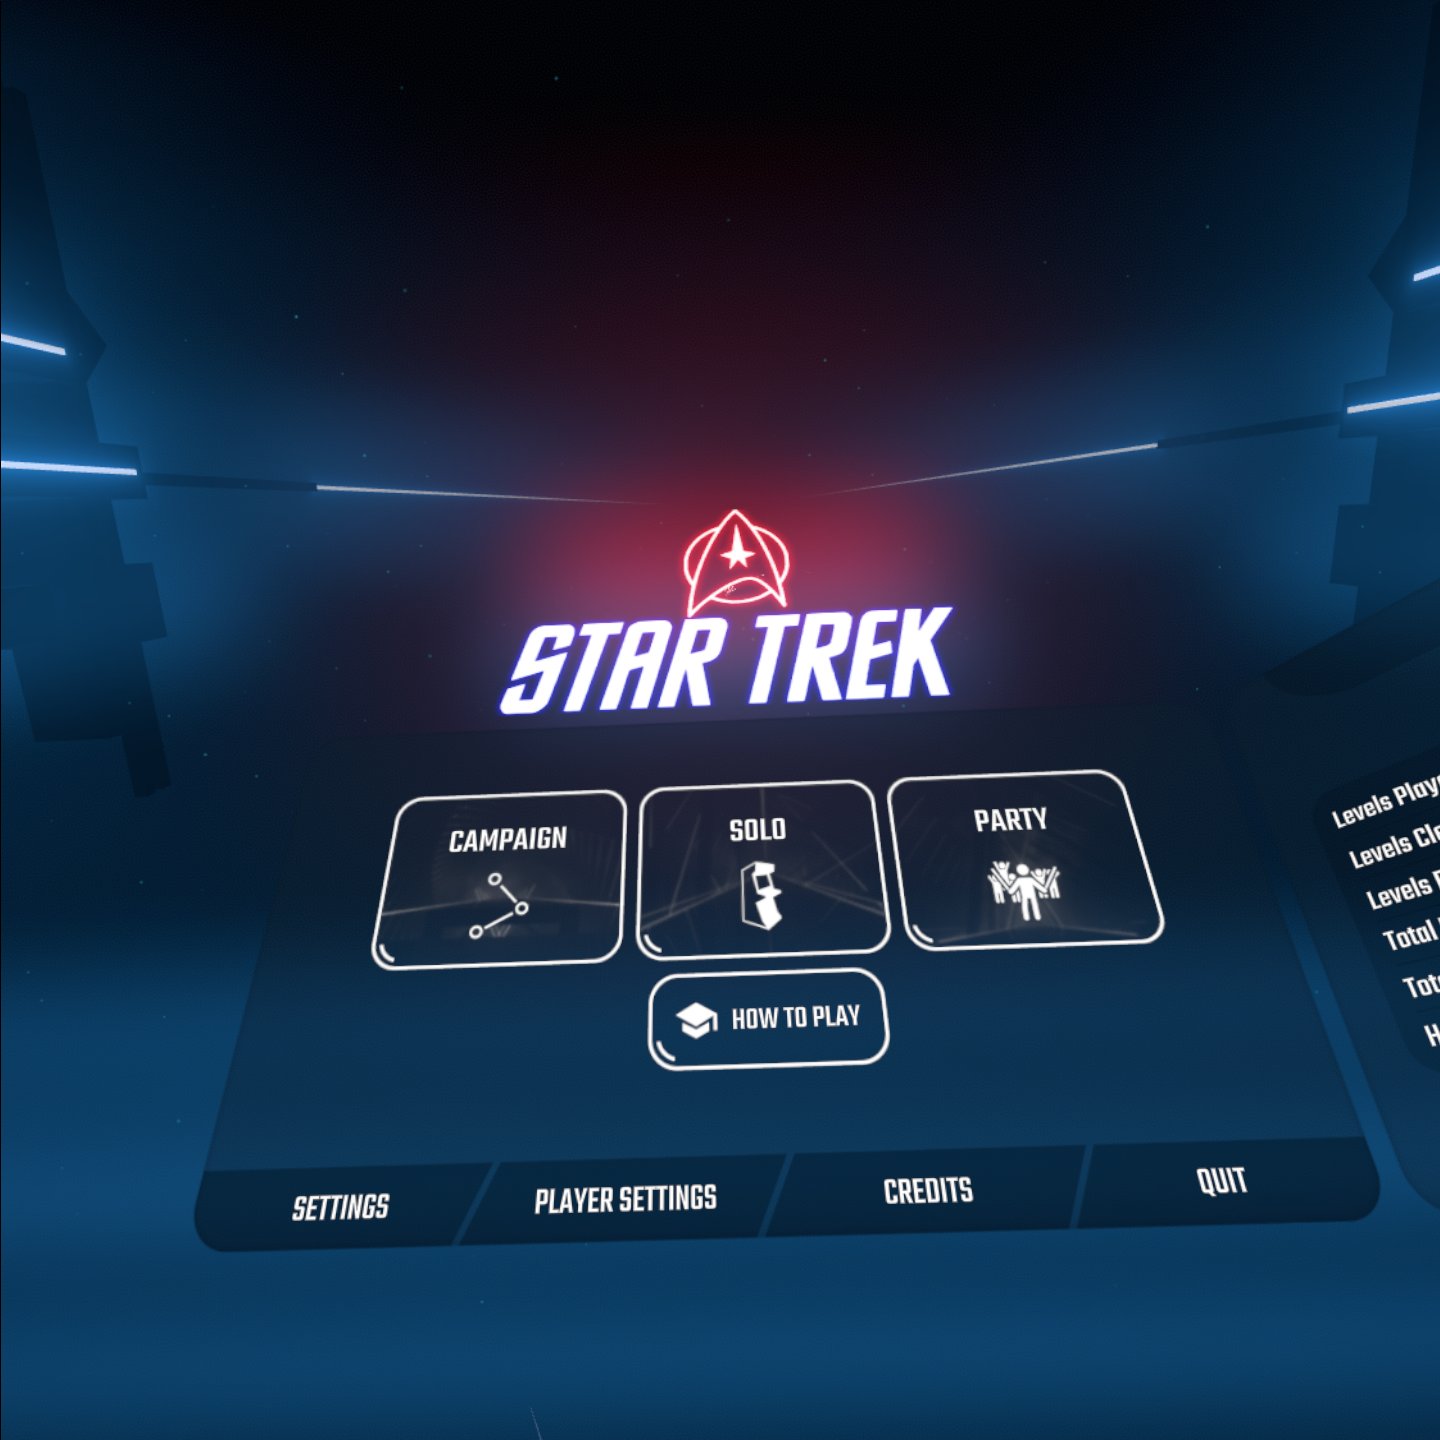 STAR TREK
CAMPAIGN
SOLO
PARTY
HOW TO PLAY
SETTINGS
PLAYER SETTINGS
CREDITS
QUIT
Levels
Levels
Levels
Total